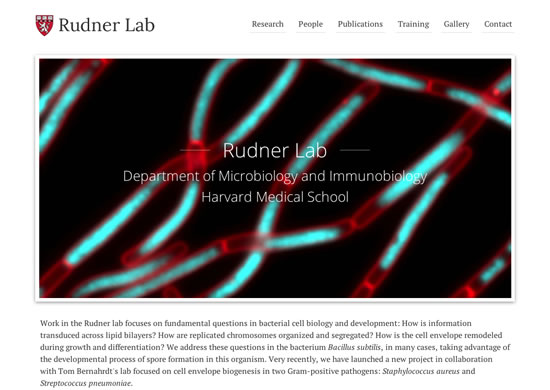 Rudner Lab
Research People Publications Training Gallery Contact
Rudner Lab
Department of Microbiology and Immunobiology
Harvard Medical School
Work in the Rudner lab focuses on fundamental questions in bacterial cell biology and development: How is information
transduced across lipid bilayers? How are replicated chromosomes organized and segregated? How is the cell envelope remodeled
during growth and differentiation? We address these questions in the bacterium Bacillus subtilis, in many cases, taking advantage of
the developmental process of spore formation in this organism. Very recently, we have launched a new project in collaboration
with Tom Bernahrdt's lab focused on cell envelope biogenesis in two Gram-positive pathogens: Staphylococcus aureus and
Streptococcus pneumoniae.